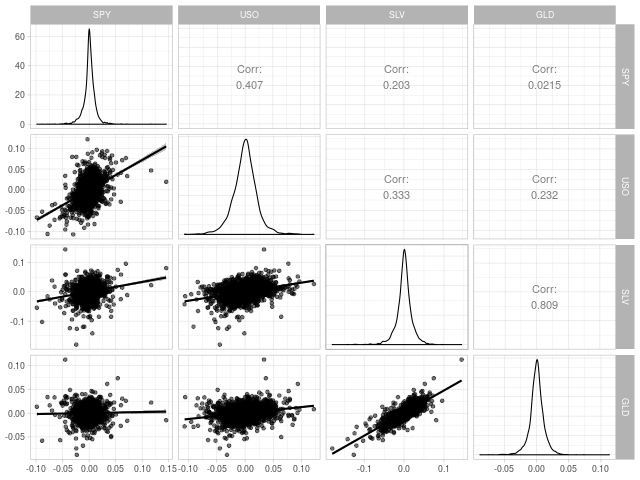 SPY USO SLV GLD
60
40
20
0
Corr:
0.407
Corr:
0.203
Corr:
0.0215
SPY
0.10
0.05
0.00
-0.05
-0.10
Corr:
0.333
Corr:
0.232
USO
0.1
0.0
-0.1
Corr:
0.809
SLV
0.10
0.05
0.00
-0.05
GLD
-0.10 -0.05 0.00 0.05 0.10 0.15 -0.10 -0.05 0.00 0.05 0.10 -0.1 0.0 0.1 -0.05 0.00 0.05 0.10